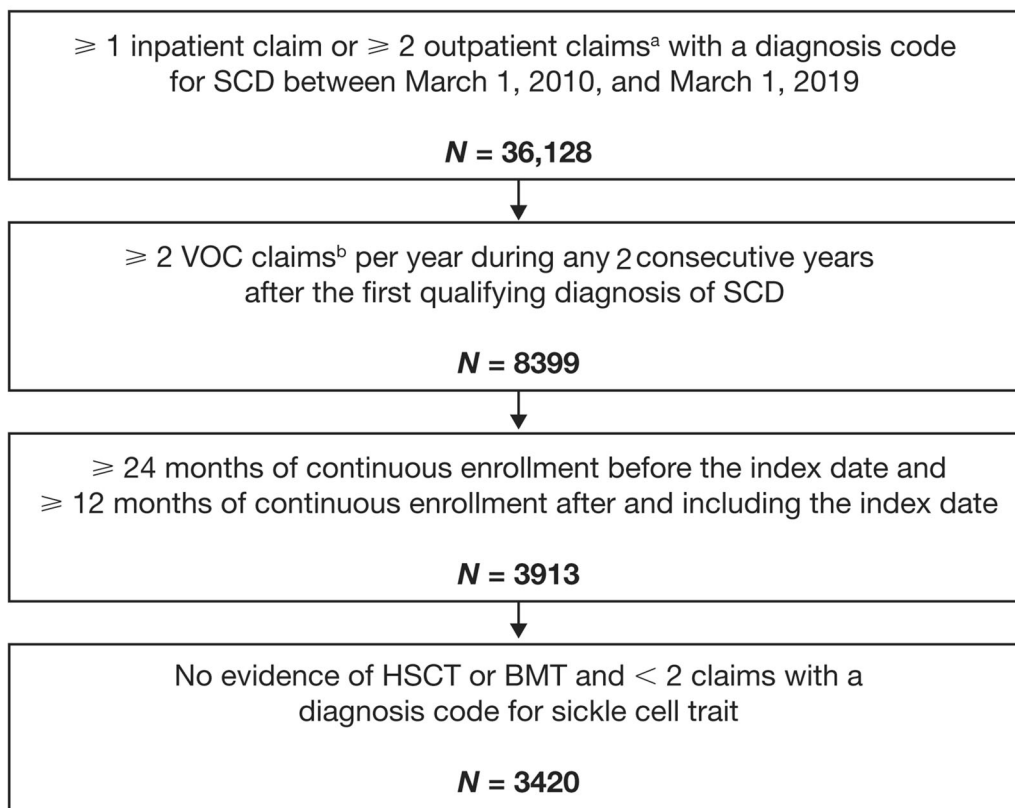 ⩾ 1 inpatient claim or ⩾ 2 outpatient claimsᵃ with a diagnosis code
for SCD between March 1, 2010, and March 1, 2019
N = 36,128
⩾ 2 VOC claimsᵇ per year during any 2 consecutive years
after the first qualifying diagnosis of SCD
N = 8399
⩾ 24 months of continuous enrollment before the index date and
⩾ 12 months of continuous enrollment after and including the index date
N = 3913
No evidence of HSCT or BMT and < 2 claims with a
diagnosis code for sickle cell trait
N = 3420